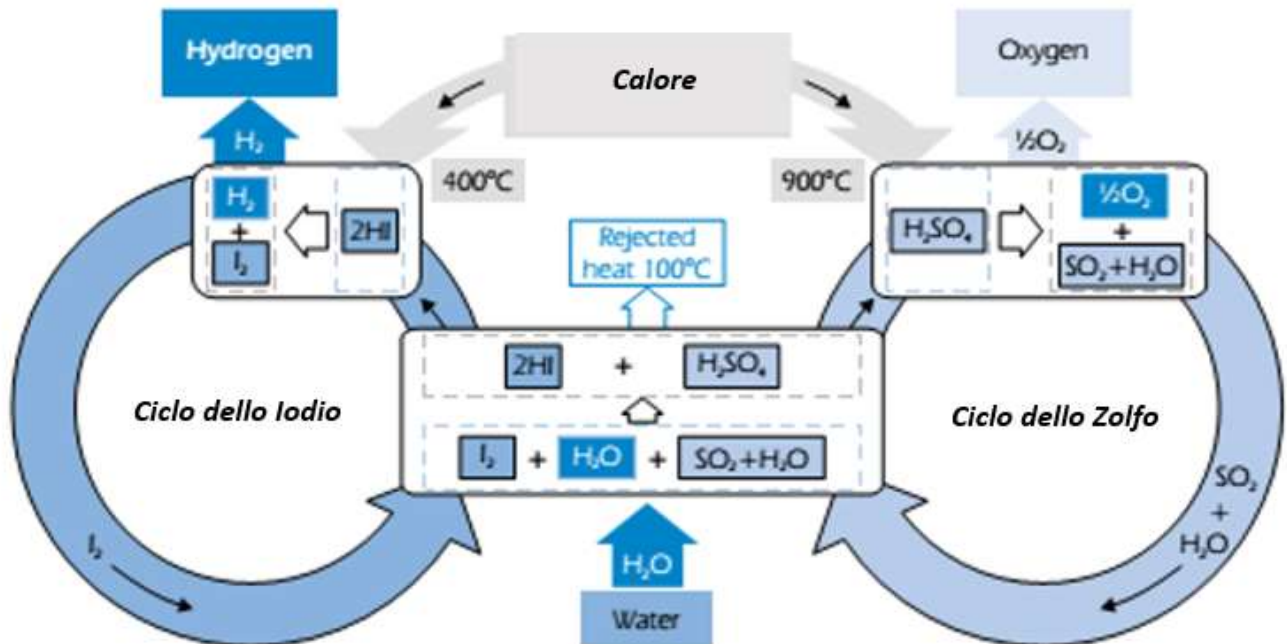 Hydrogen
Calore
Oxygen
H₂
½O₂
400°C
900°C
H₂
+
I₂
2HI
H₂SO₄
½O₂
+
SO₂+H₂O
Rejected
heat 100°C
2HI + H₂SO₄
Ciclo dello Iodio
Ciclo dello Zolfo
I₂ + H₂O + SO₂+H₂O
I₂
SO₂
+
H₂O
H₂O
Water